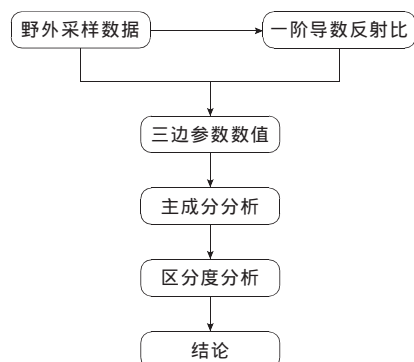 野外采样数据
一阶导数反射比
三边参数数值
主成分分析
区分度分析
结论